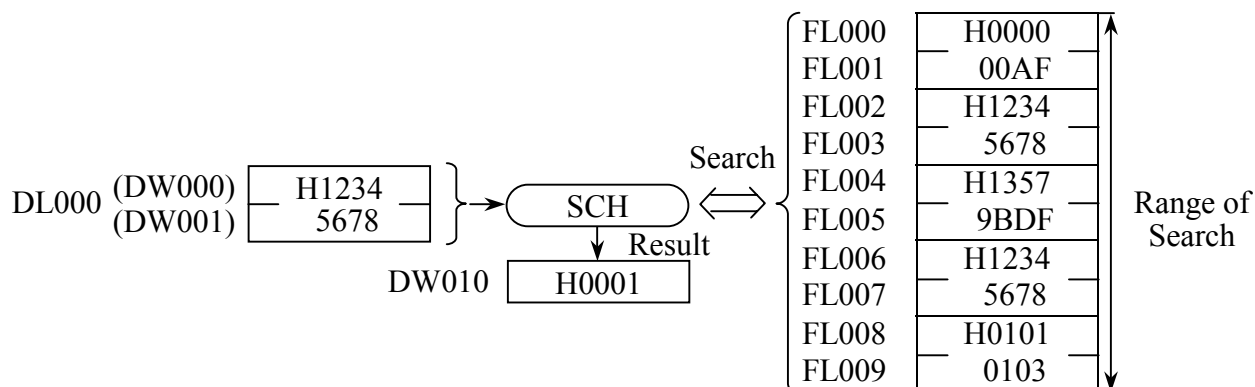 DL000
(DW000)
(DW001)
H1234
5678
SCH
Result
DW010
H0001
Search
FL000 H0000
FL001 00AF
FL002 H1234
FL003 5678
FL004 H1357
FL005 9BDF
FL006 H1234
FL007 5678
FL008 H0101
FL009 0103
Range of
Search